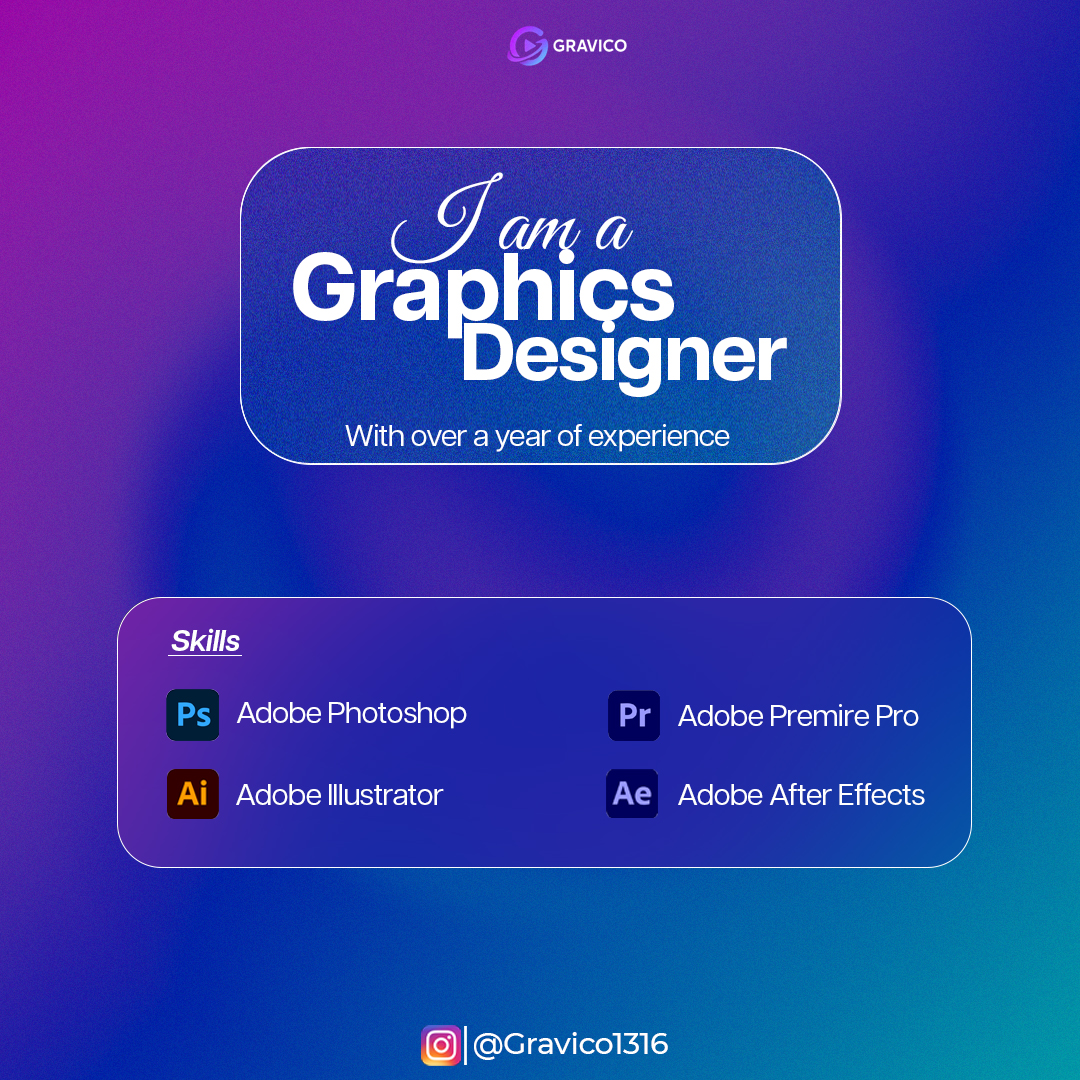 GRAVICO
I am a
Graphics
Designer
With over a year of experience
Skills
Ps Adobe Photoshop
Pr Adobe Premire Pro
Ai Adobe Illustrator
Ae Adobe After Effects
@Gravico1316